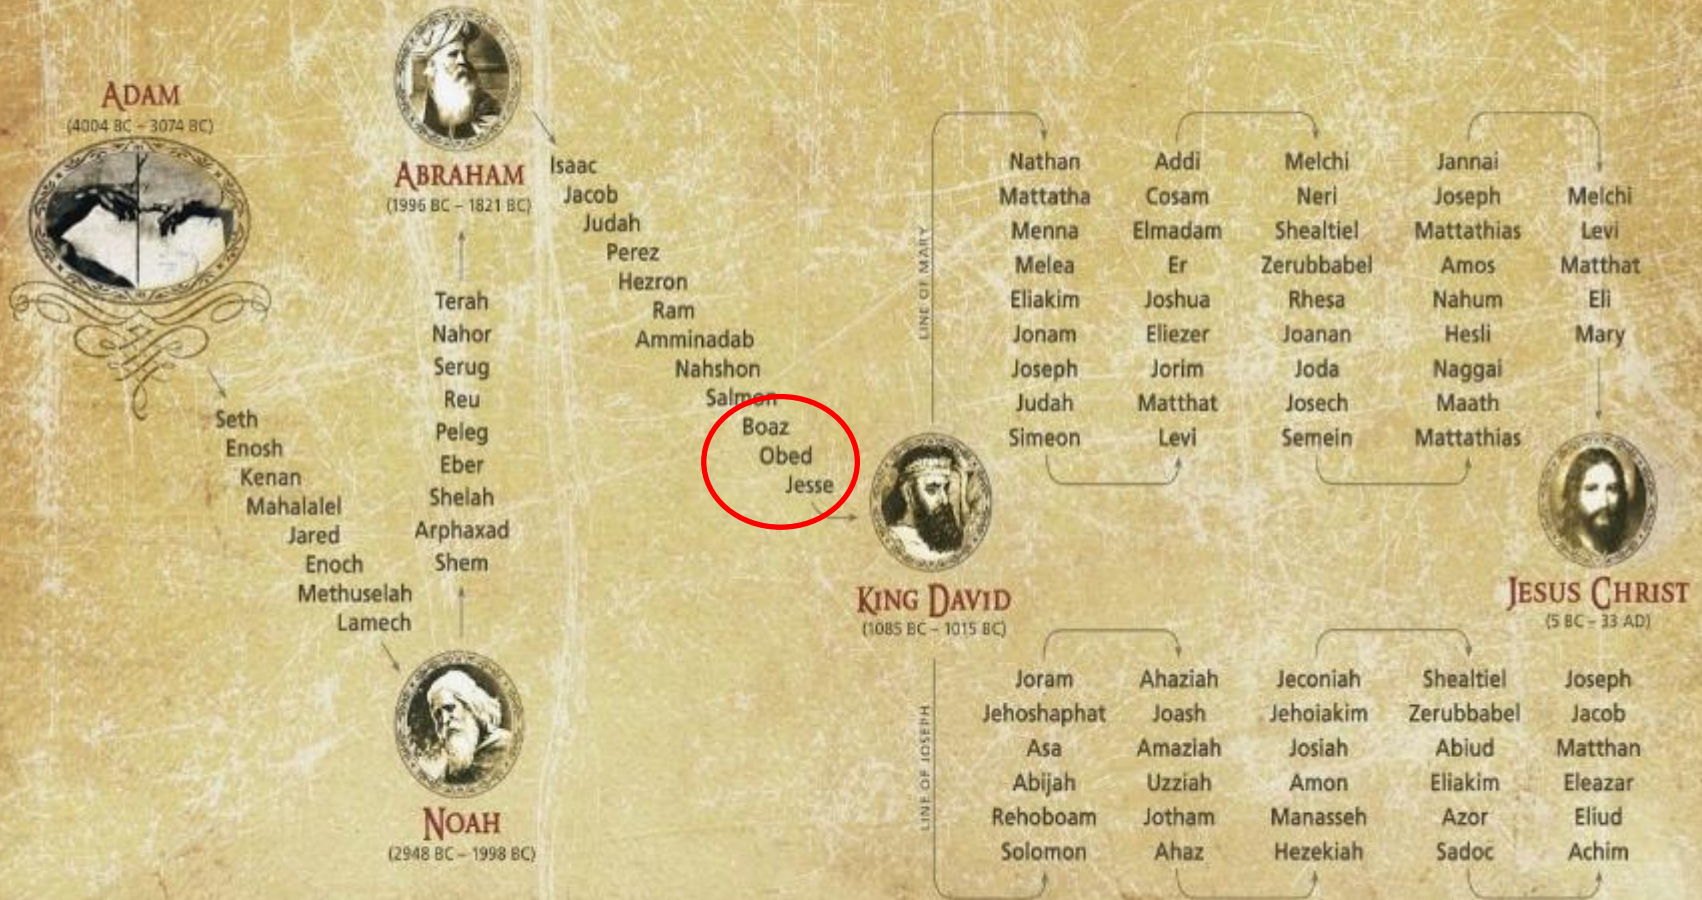 ADAM
(4004 BC – 3074 BC)
Seth
Enosh
Kenan
Mahalalel
Jared
Enoch
Methuselah
Lamech
NOAH
(2948 BC – 1998 BC)
Shem
Arphaxad
Shelah
Eber
Peleg
Reu
Serug
Nahor
Terah
ABRAHAM
(1996 BC – 1821 BC)
Isaac
Jacob
Judah
Perez
Hezron
Ram
Amminadab
Nahshon
Salmon
Boaz
Obed
Jesse
KING DAVID
(1085 BC – 1015 BC)
LINE OF MARY
Nathan
Mattatha
Menna
Melea
Eliakim
Jonam
Joseph
Judah
Simeon
Addi
Cosam
Elmadam
Er
Joshua
Eliezer
Jorim
Matthat
Levi
Melchi
Neri
Shealtiel
Zerubbabel
Rhesa
Joanan
Joda
Josech
Semein
Jannai
Joseph
Mattathias
Amos
Nahum
Hesli
Naggai
Maath
Mattathias
Melchi
Levi
Matthat
Eli
Mary
JESUS CHRIST
(5 BC – 33 AD)
LINE OF JOSEPH
Joram
Jehoshaphat
Asa
Abijah
Rehoboam
Solomon
Ahaziah
Joash
Amaziah
Uzziah
Jotham
Ahaz
Jeconiah
Jehoiakim
Josiah
Amon
Manasseh
Hezekiah
Shealtiel
Zerubbabel
Abiud
Eliakim
Azor
Sadoc
Joseph
Jacob
Matthan
Eleazar
Eliud
Achim